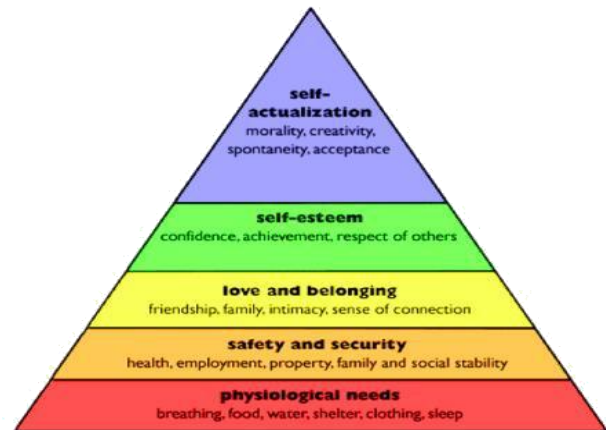 self-
actualization
morality, creativity,
spontaneity, acceptance
self-esteem
confidence, achievement, respect of others
love and belonging
friendship, family, intimacy, sense of connection
safety and security
health, employment, property, family and social stability
physiological needs
breathing, food, water, shelter, clothing, sleep